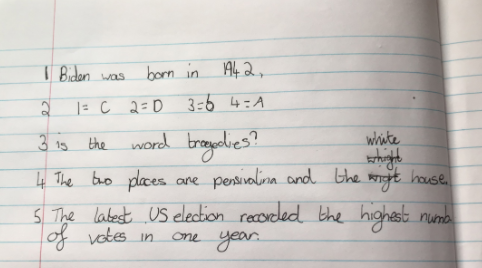 1 Biden was born in 1942,
2 1= C 2=D 3=b 4=A
3 is the word trageydies?
white
whight
4 The two places are pensivalina and the wright house.
5 The latest US election recorded the highest numb
of votes in one year.